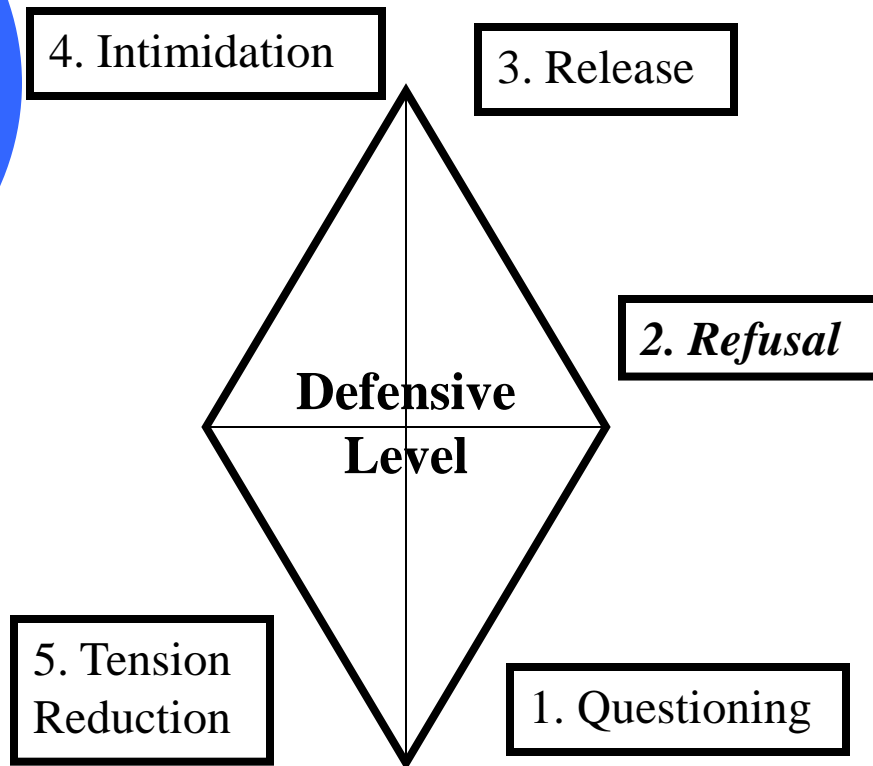 4. Intimidation
3. Release
2. Refusal
Defensive
Level
5. Tension
Reduction
1. Questioning